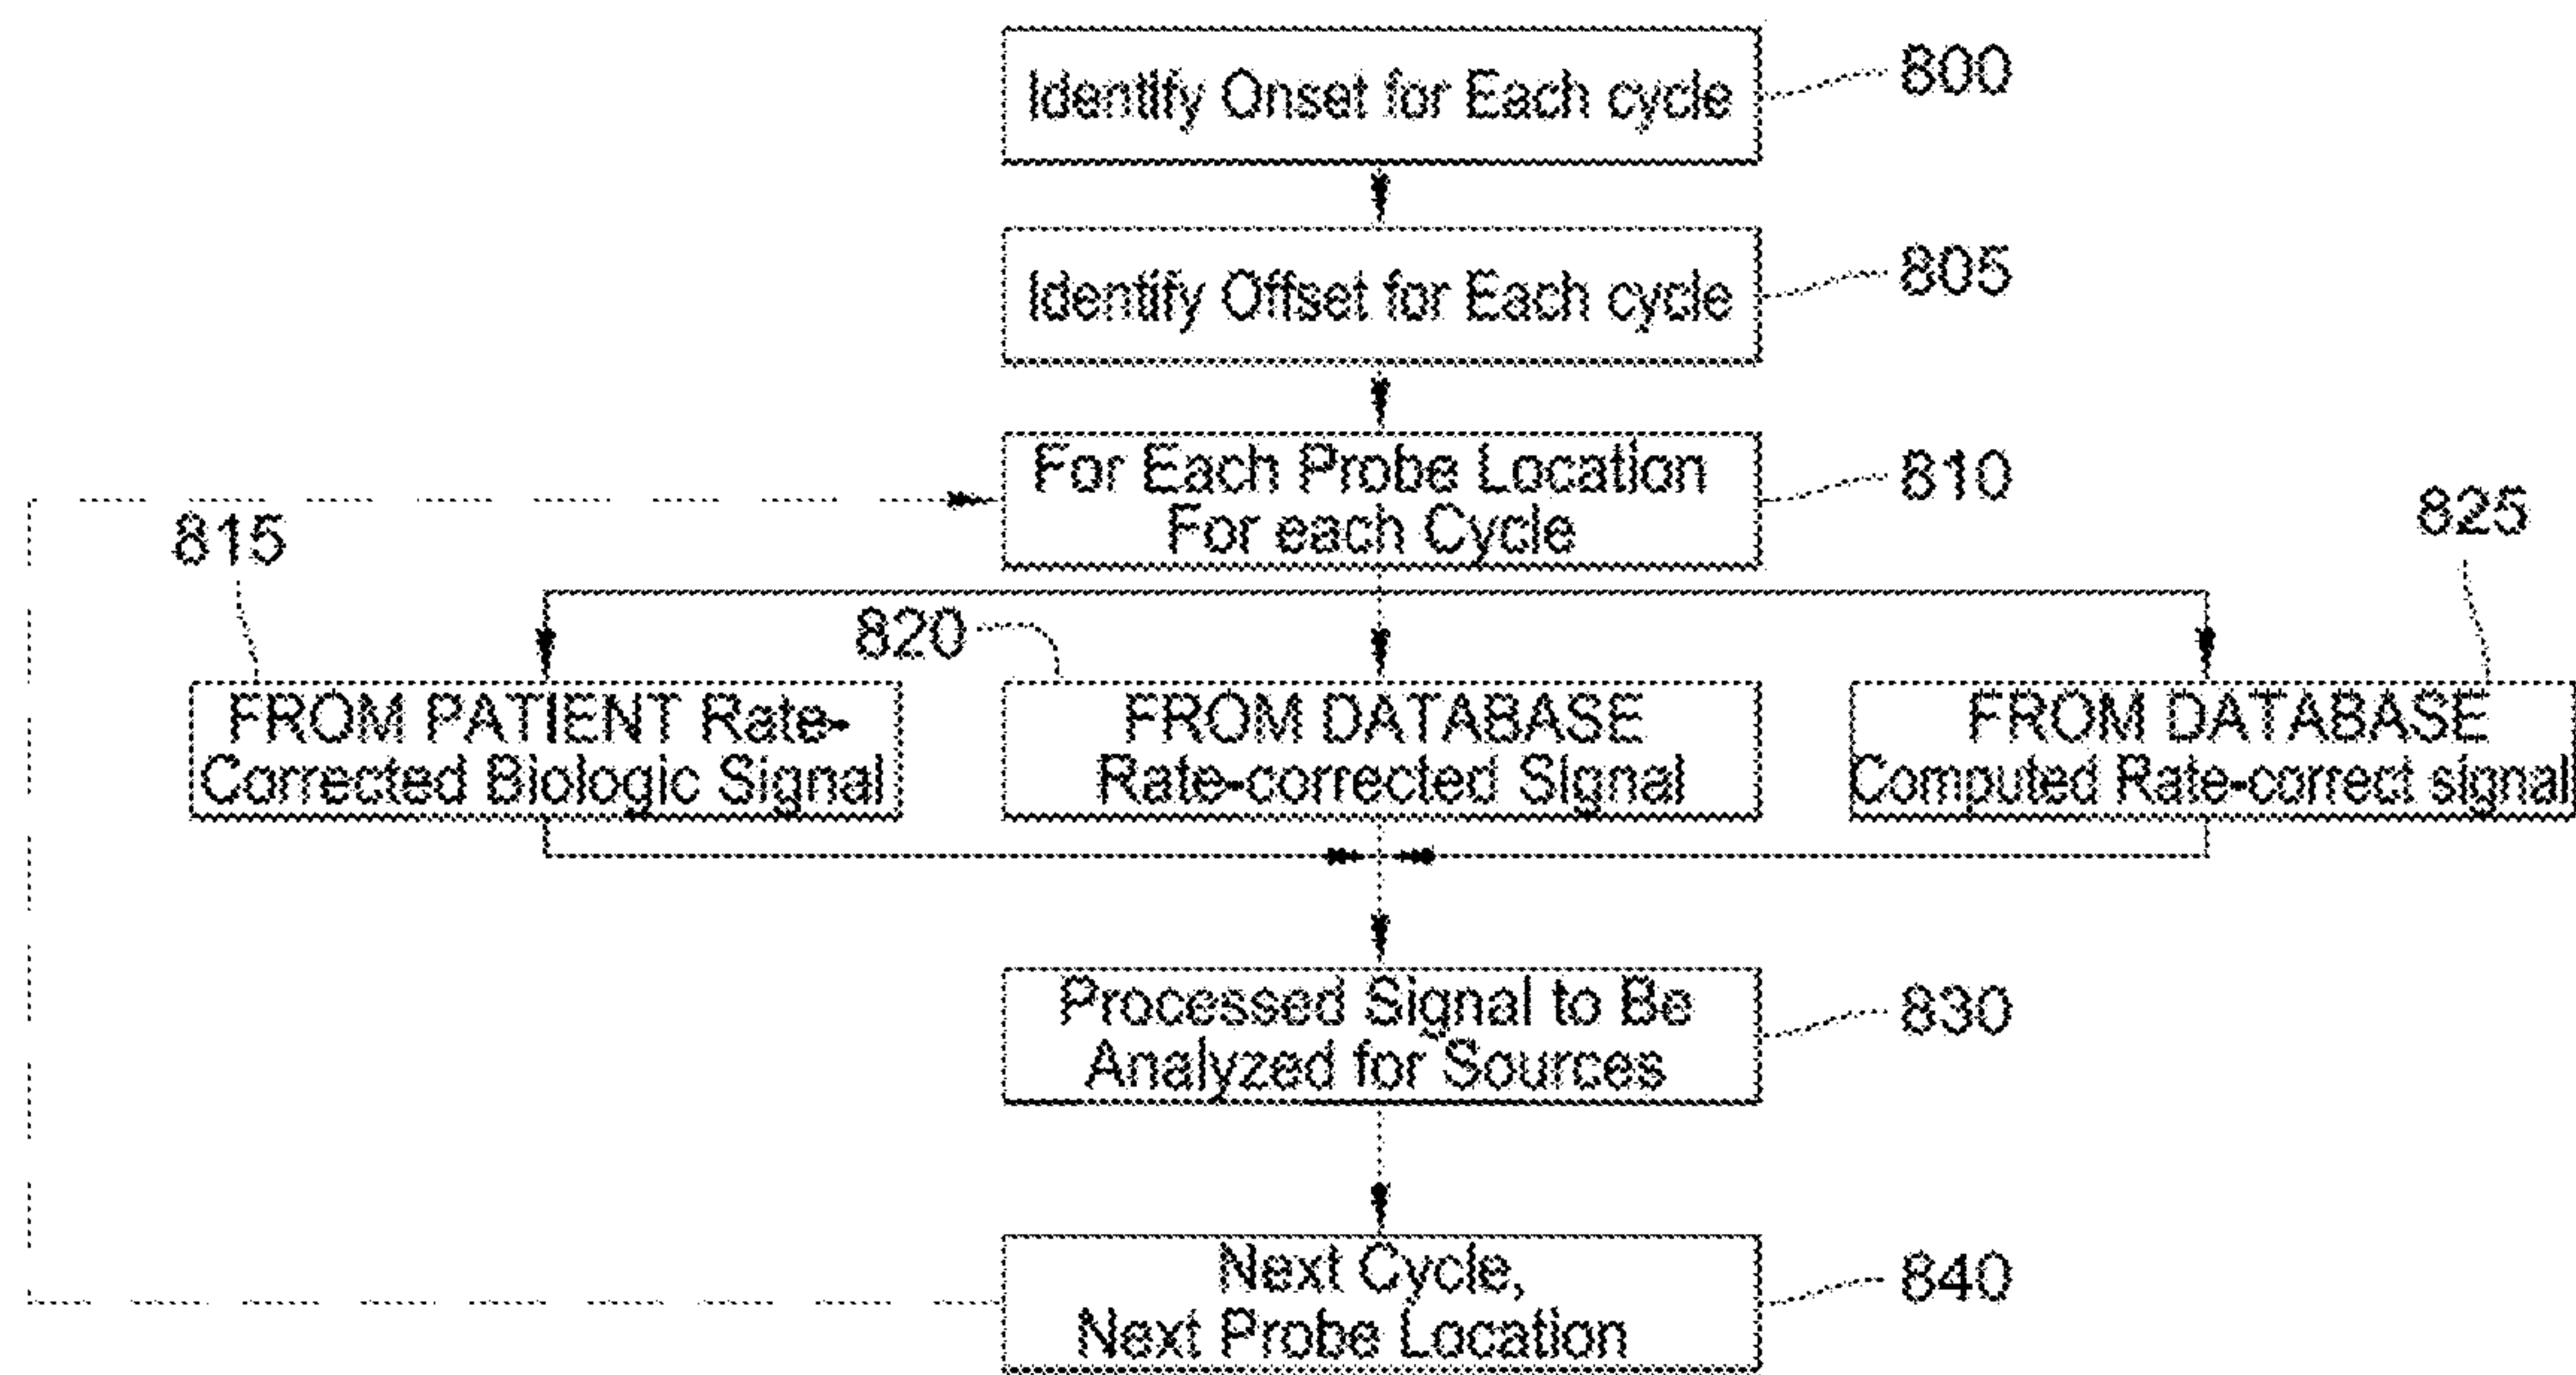 Identify Onset for Each cycle
800
Identify Offset for Each cycle
805
For Each Probe Location
For each Cycle
810
815
820
825
FROM PATIENT Rate-
Corrected Biologic Signal
FROM DATABASE
Rate-corrected Signal
FROM DATABASE
Computed Rate-correct signal
Processed Signal to Be
Analyzed for Sources
830
Next Cycle,
Next Probe Location
840